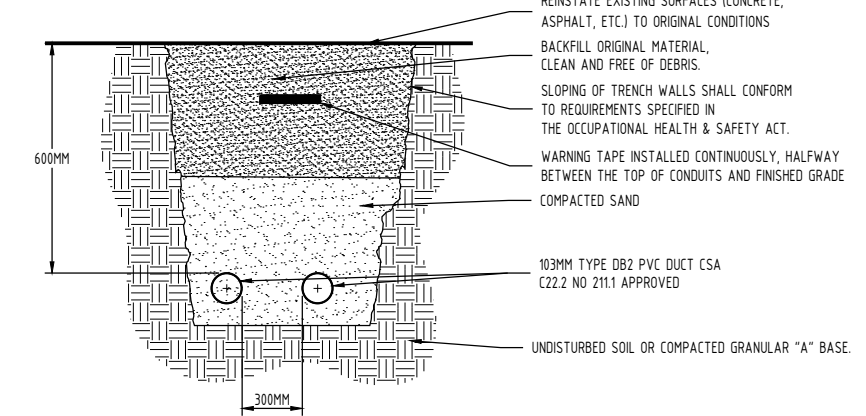 REINSTATE EXISTING SURFACES (CONCRETE,
ASPHALT, ETC.) TO ORIGINAL CONDITIONS
BACKFILL ORIGINAL MATERIAL,
CLEAN AND FREE OF DEBRIS.
SLOPING OF TRENCH WALLS SHALL CONFORM
TO REQUIREMENTS SPECIFIED IN
THE OCCUPATIONAL HEALTH & SAFETY ACT.
600MM
WARNING TAPE INSTALLED CONTINUOUSLY, HALFWAY
BETWEEN THE TOP OF CONDUITS AND FINISHED GRADE
COMPACTED SAND
103MM TYPE DB2 PVC DUCT CSA
C22.2 NO 211.1 APPROVED
UNDISTURBED SOIL OR COMPACTED GRANULAR "A" BASE.
300MM